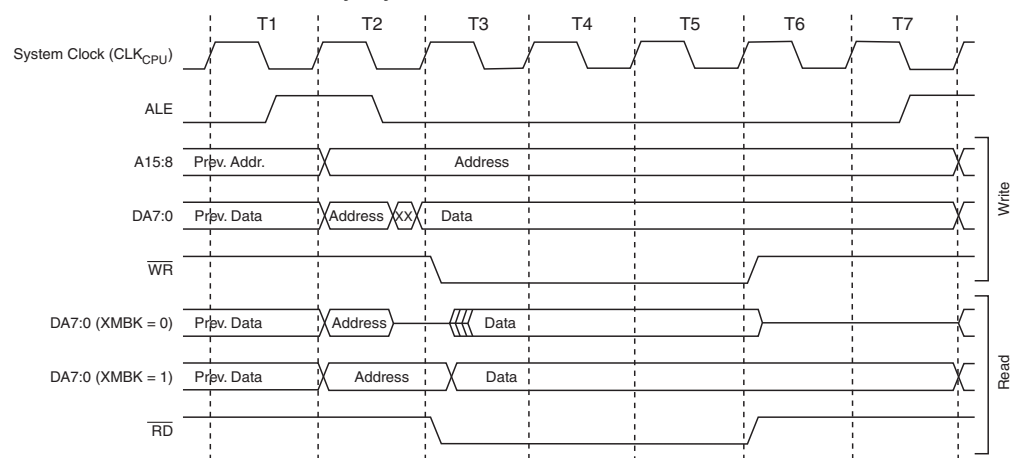 T1 T2 T3 T4 T5 T6 T7
System Clock (CLKCPU)
ALE
A15:8 Prev. Addr. Address
DA7:0 Prev. Data Address XX Data
WR
Write
DA7:0 (XMBK = 0) Prev. Data Address Data
DA7:0 (XMBK = 1) Prev. Data Address Data
RD
Read